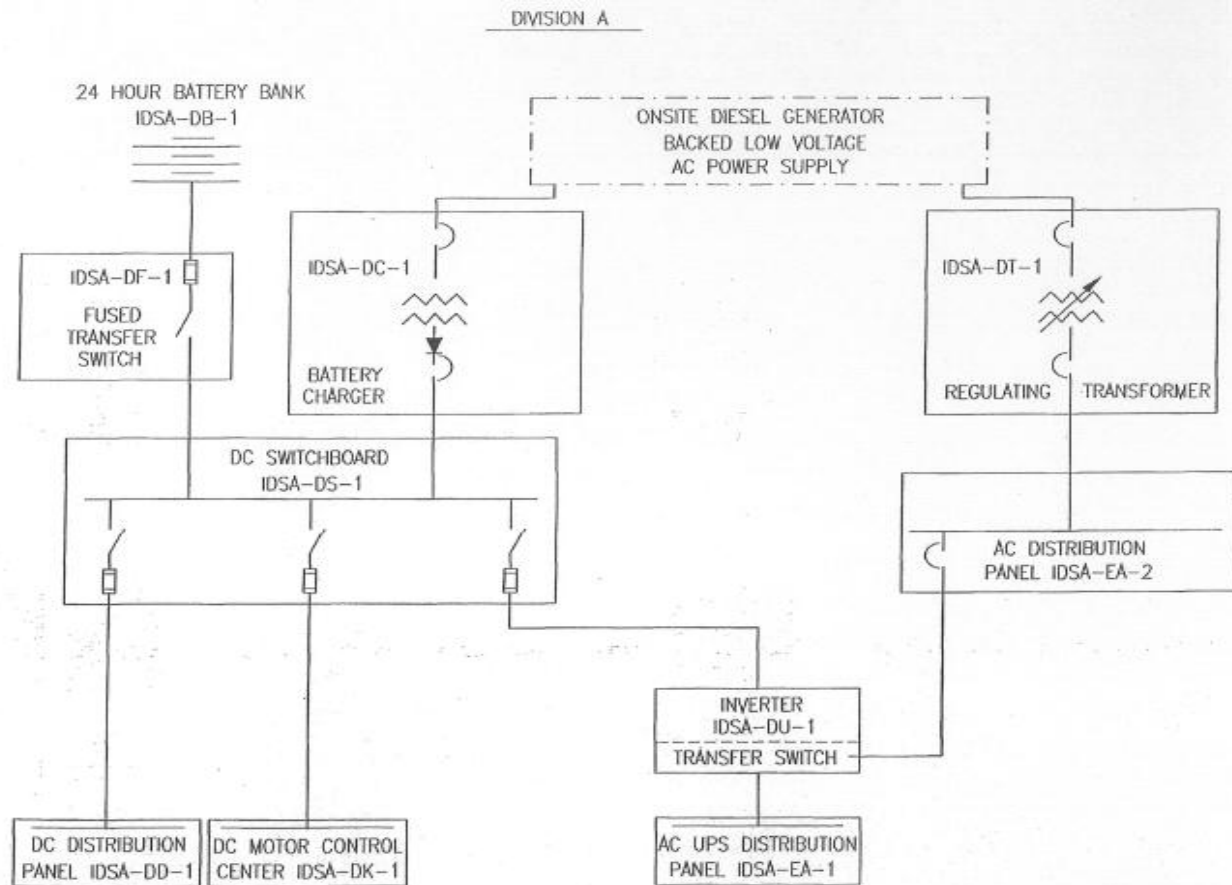 DIVISION A
24 HOUR BATTERY BANK
IDSA-DB-1
ONSITE DIESEL GENERATOR
BACKED LOW VOLTAGE
AC POWER SUPPLY
IDSA-DF-1
FUSED
TRANSFER
SWITCH
IDSA-DC-1
BATTERY
CHARGER
IDSA-DT-1
REGULATING TRANSFORMER
DC SWITCHBOARD
IDSA-DS-1
AC DISTRIBUTION
PANEL IDSA-EA-2
INVERTER
IDSA-DU-1
TRANSFER SWITCH
DC DISTRIBUTION
PANEL IDSA-DD-1
DC MOTOR CONTROL
CENTER IDSA-DK-1
AC UPS DISTRIBUTION
PANEL IDSA-EA-1